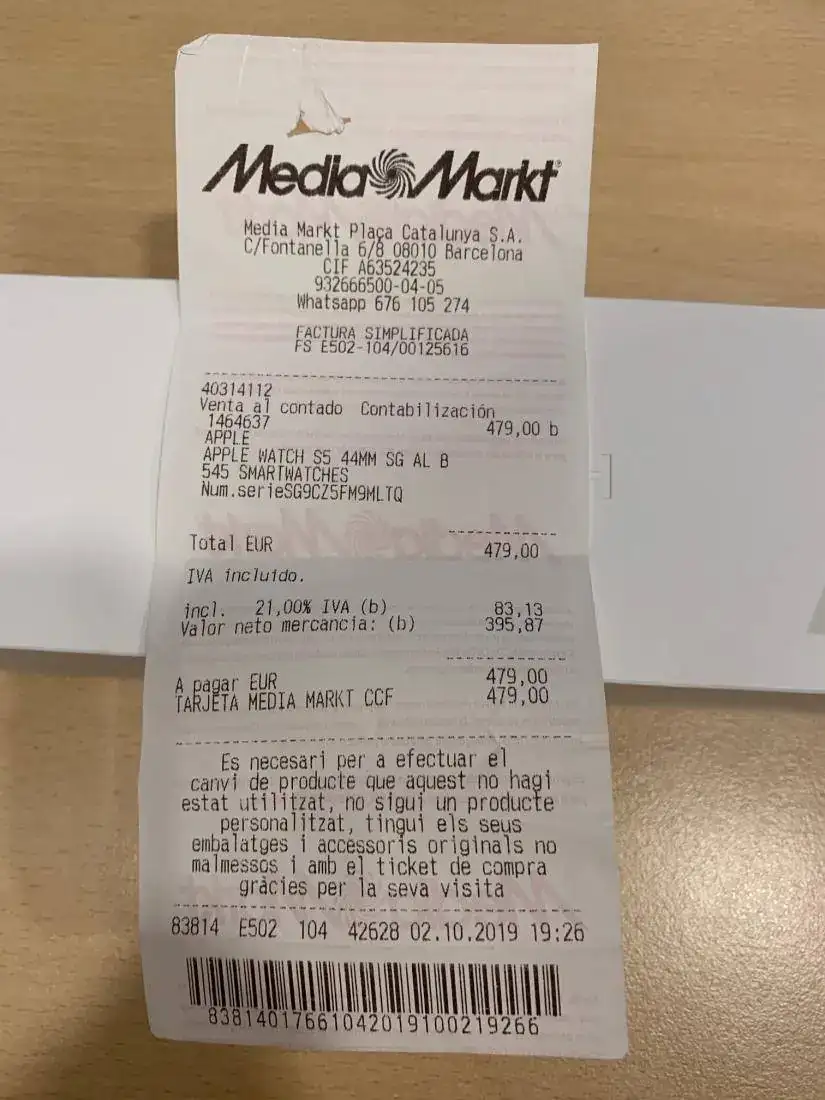 Media Markt
Media Markt Plaça Catalunya S.A.
C/Fontanella 6/8 08010 Barcelona
CIF A63524235
932666500-04-05
Whatsapp 676 105 274
FACTURA SIMPLIFICADA
FS E502-104/00125616
40314112
Venta al contado Contabilización
1464637 479,00 b
APPLE
APPLE WATCH S5 44MM SG AL B
545 SMARTWATCHES
Num.serieSG9CZ5FM9MLTQ
Total EUR 479,00
IVA incluido.
incl. 21,00% IVA (b) 83,13
Valor neto mercancia: (b) 395,87
A pagar EUR 479,00
TARJETA MEDIA MARKT CCF 479,00
Es necesari per a efectuar el
canvi de producte que aquest no hagi
estat utilitzat, no sigui un producte
personalitzat, tingui els seus
embalatges i accessoris originals no
malmessos i amb el ticket de compra
gràcies per la seva visita
83814 E502 104 42628 02.10.2019 19:26
8381401766104201910021926​6